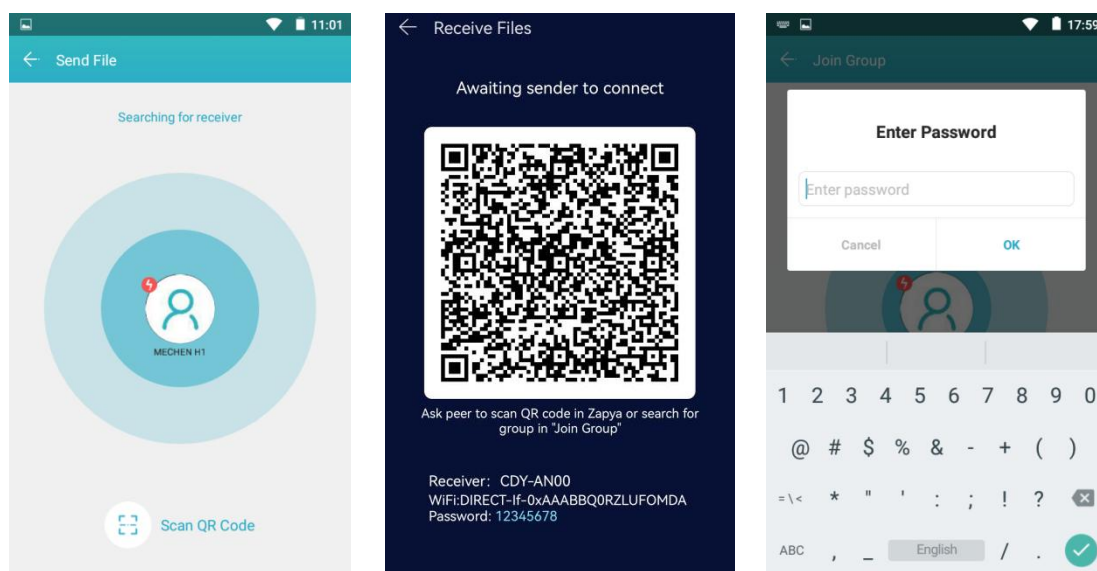 11:01
Send File
Searching for receiver
MECHEN H1
Scan QR Code
Receive Files
Awaiting sender to connect
Ask peer to scan QR code in Zapya or search for
group in "Join Group"
Receiver: CDY-AN00
WiFi:DIRECT-If-0xAAABBQ0RZLUFOMDA
Password: 12345678
17:59
Join Group
Enter Password
Enter password
Cancel
OK
1 2 3 4 5 6 7 8 9 0
@ # $ % & - + ( )
= \ < * " ' : ; ! ?
ABC , _ English / .